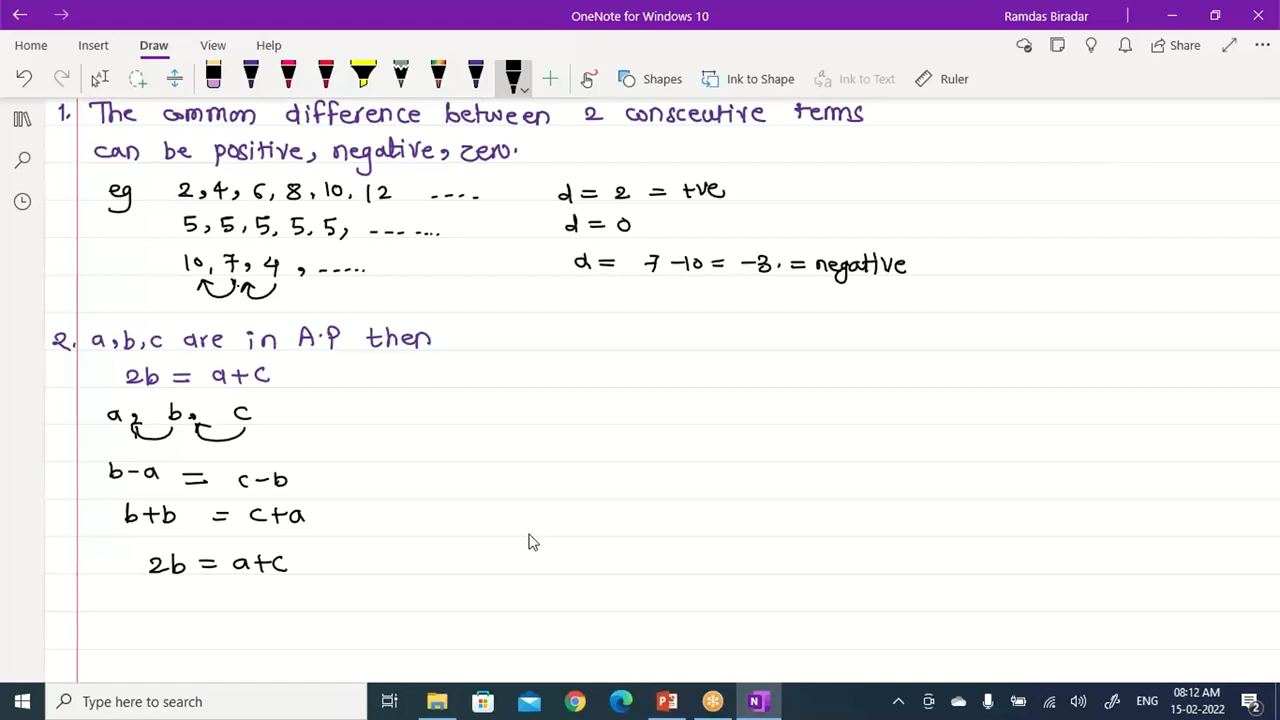 OneNote for Windows 10
Ramdas Biradar
Home Insert Draw View Help
Share
Shapes Ink to Shape Ink to Text Ruler
1. The common difference between 2 consceutive terms
can be positive, negative, zero.
eg 2,4,6,8,10,12 .... d = 2 = +ve
5,5,5,5,5, ....... d = 0
10,7,4, ..... d = 7-10 = -3. = negative
2. a,b,c are in A.P then
2b = a+c
a, b, c
b-a = c-b
b+b = c+a
2b = a+c
Type here to search
ENG
08:12 AM
15-02-2022
2